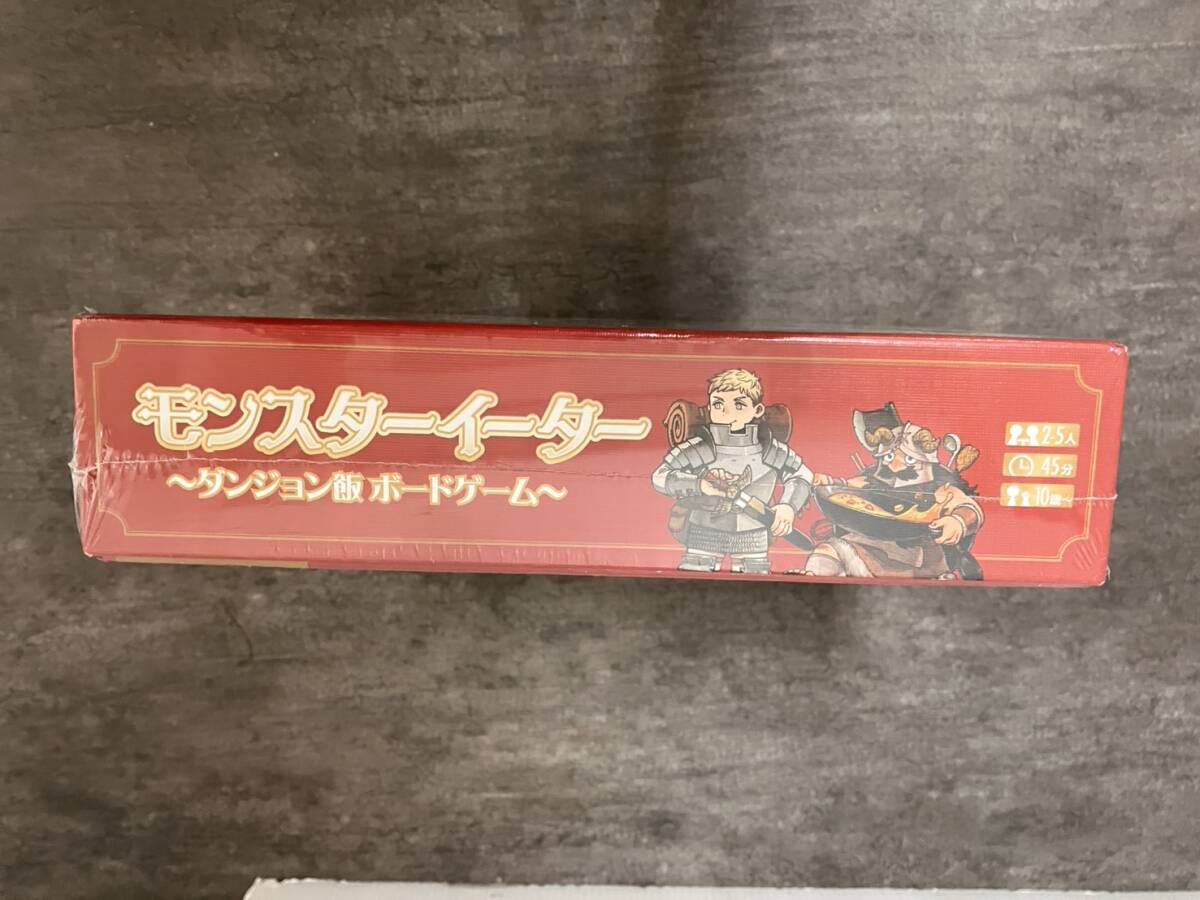 モンスターイーター
～ダンジョン飯 ボードゲーム～
2-5人
45分
10歳～